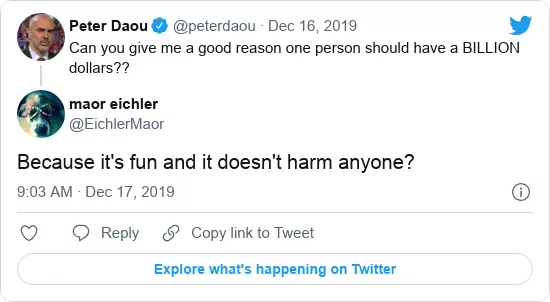 Peter Daou @peterdaou · Dec 16, 2019
Can you give me a good reason one person should have a BILLION
dollars??
maor eichler
@EichlerMaor
Because it's fun and it doesn't harm anyone?
9:03 AM · Dec 17, 2019
Reply Copy link to Tweet
Explore what's happening on Twitter